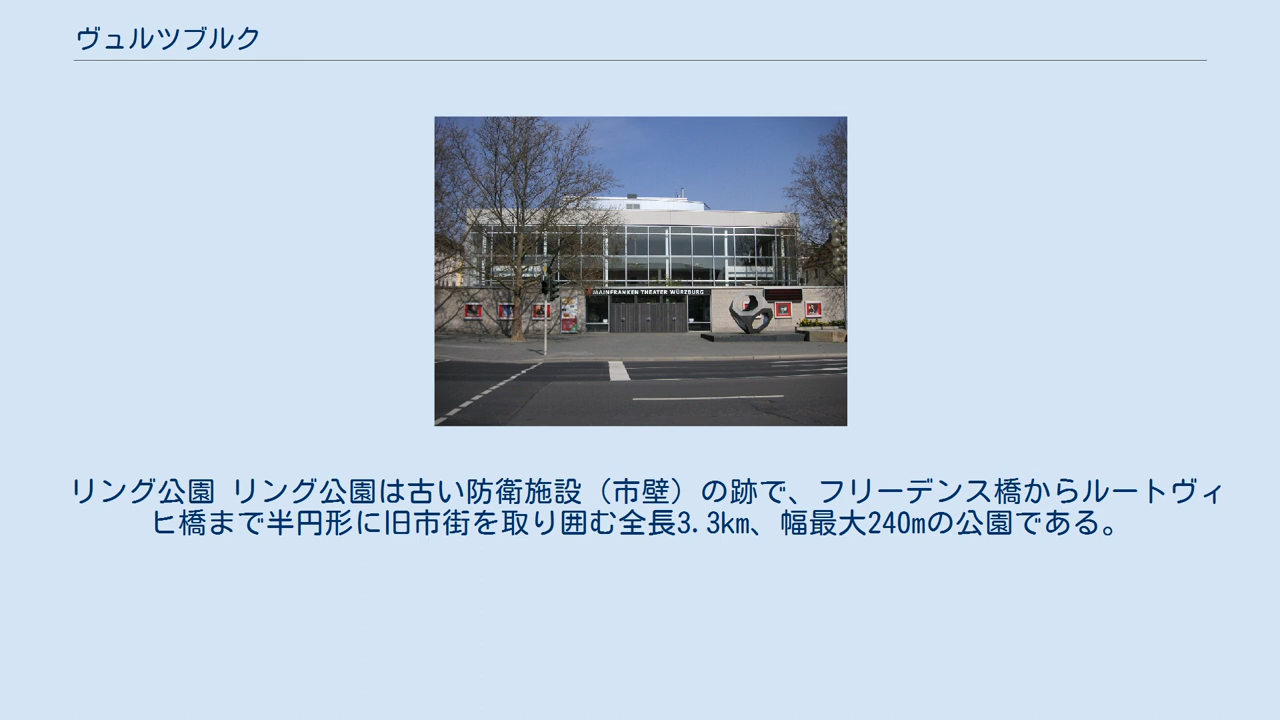 ヴュルツブルク
MAINFRANKEN THEATER WÜRZBURG
リング公園 リング公園は古い防衛施設（市壁）の跡で、フリーデンス橋からルートヴィ
ヒ橋まで半円形に旧市街を取り囲む全長3.3km、幅最大240mの公園である。